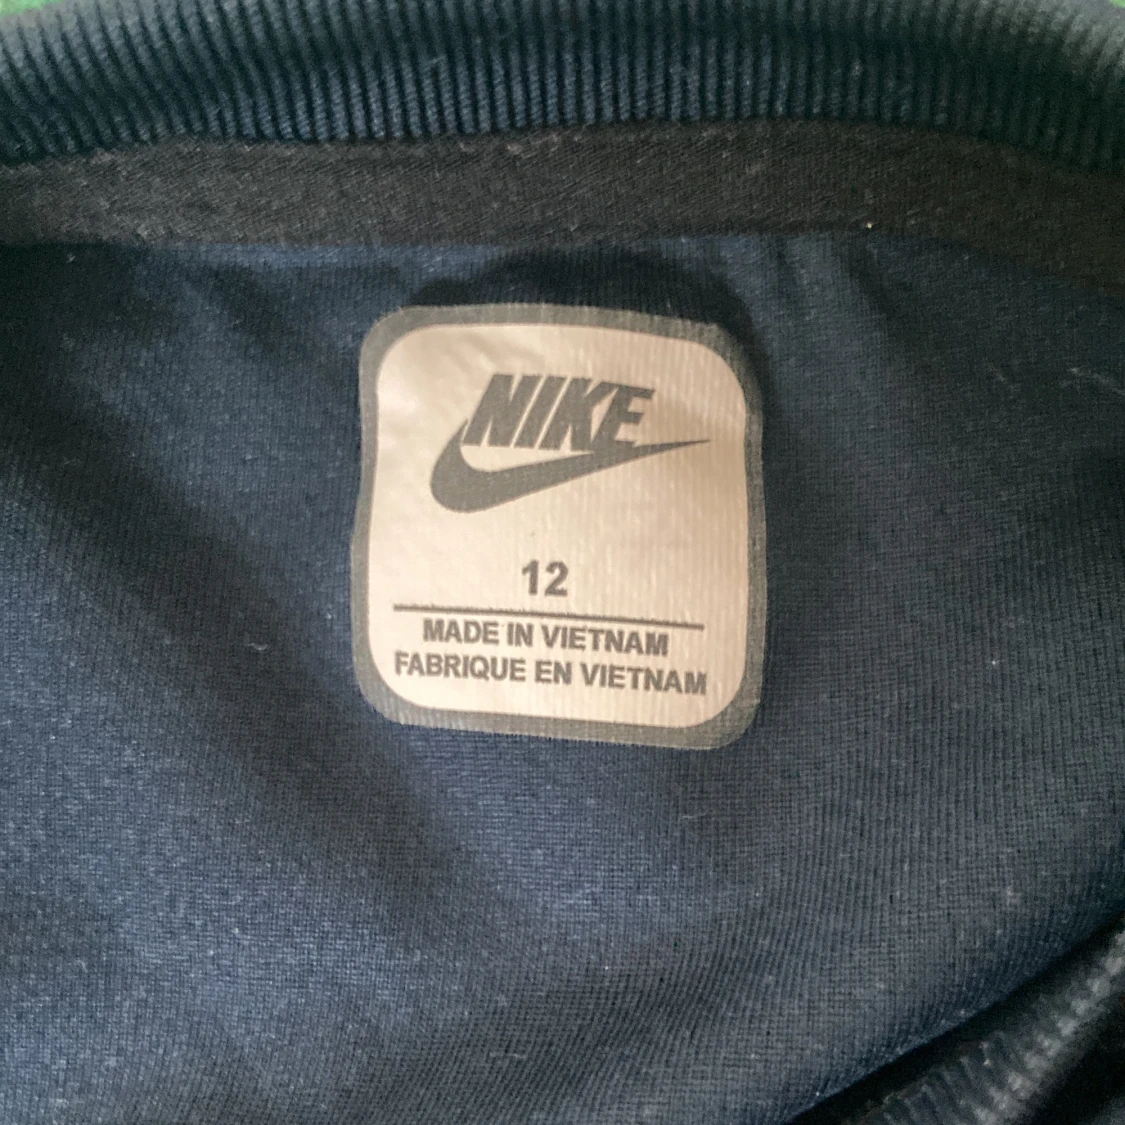 NIKE
12
MADE IN VIETNAM
FABRIQUE EN VIETNAM